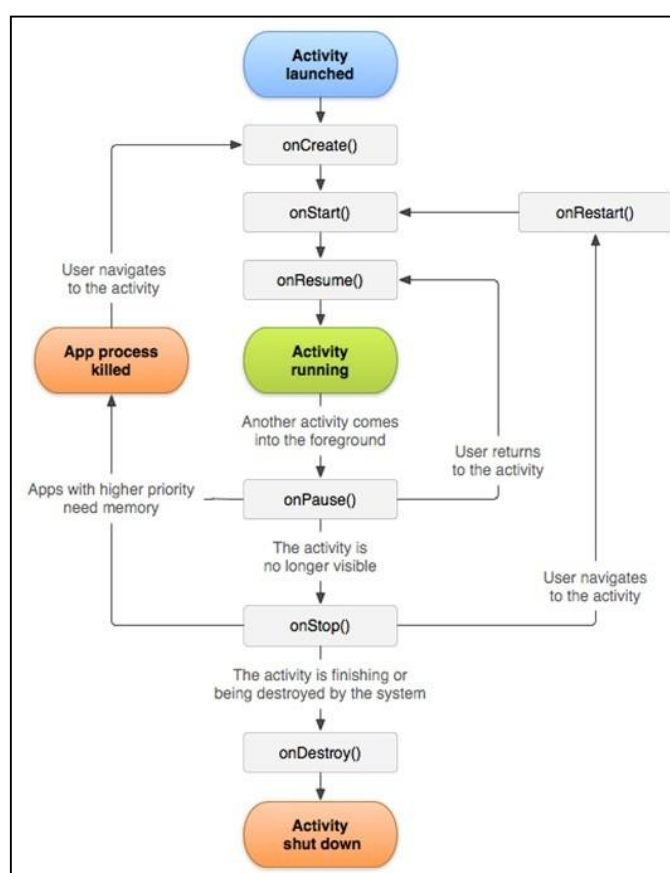 Activity
launched
onCreate()
onStart()
onRestart()
User navigates
to the activity
onResume()
App process
killed
Activity
running
Another activity comes
into the foreground
User returns
to the activity
Apps with higher priority
need memory
onPause()
The activity is
no longer visible
User navigates
to the activity
onStop()
The activity is finishing or
being destroyed by the system
onDestroy()
Activity
shut down